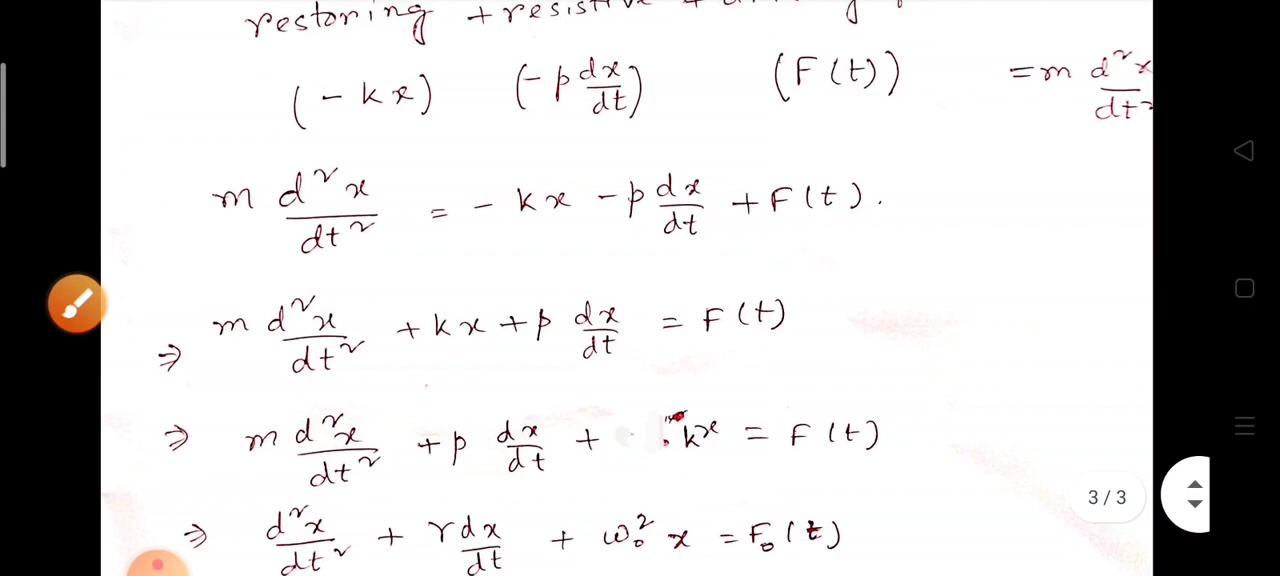 restoring + resistive +
(-kx) (-p dx/dt) (F(t)) = m d²x/dt²
m d²x/dt² = - kx - p dx/dt + F(t).
⇒ m d²x/dt² + kx + p dx/dt = F(t)
⇒ m d²x/dt² + p dx/dt + kx = F(t)
3/3
⇒ d²x/dt² + r dx/dt + ω₀² x = F₀(t)